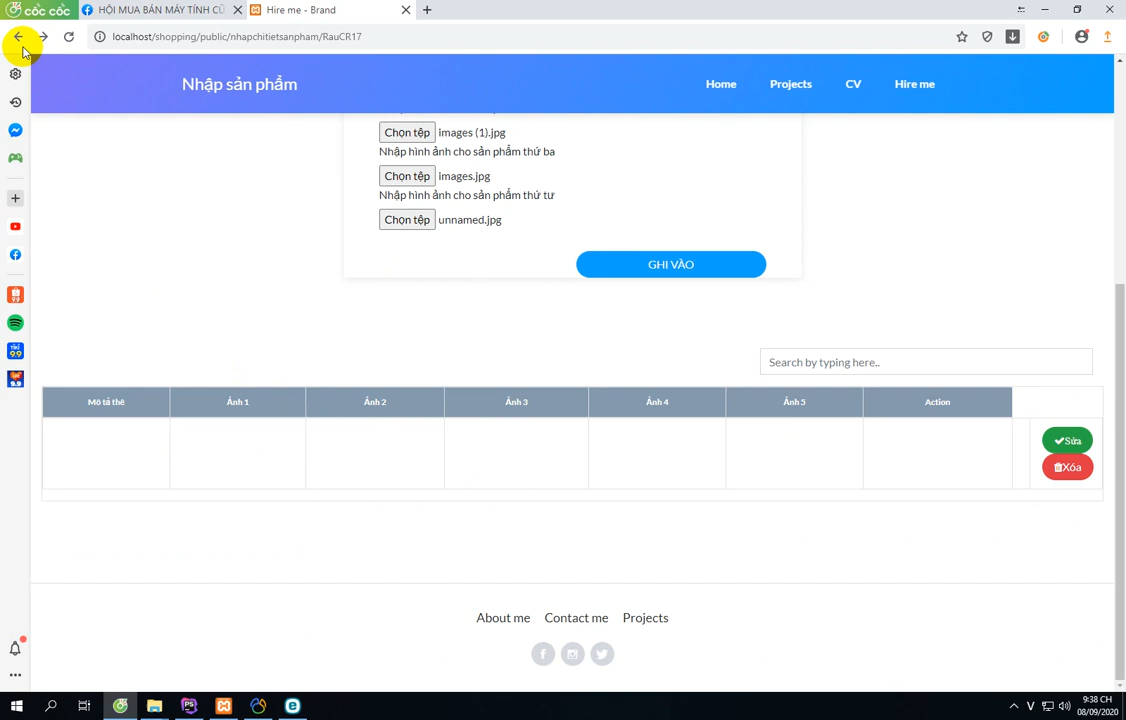 cốc cốc
HỘI MUA BÁN MÁY TÍNH CŨ
Hire me - Brand
localhost/shopping/public/nhapchitietsanpham/RauCR17
Nhập sản phẩm
Home
Projects
CV
Hire me
Chọn tệp images (1).jpg
Nhập hình ảnh cho sản phẩm thứ ba
Chọn tệp images.jpg
Nhập hình ảnh cho sản phẩm thứ tư
Chọn tệp unnamed.jpg
GHI VÀO
Search by typing here..
Mô tả thê
Ảnh 1
Ảnh 2
Ảnh 3
Ảnh 4
Ảnh 5
Action
Sửa
Xóa
About me
Contact me
Projects
PS
V
9:38 CH
08/09/2020